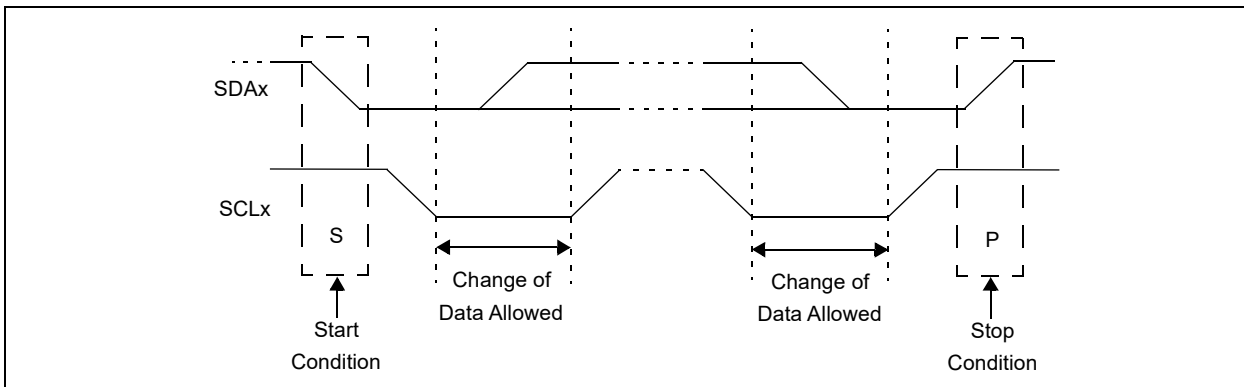 SDAx
SCLx
S
P
Change of
Data Allowed
Change of
Data Allowed
Start
Condition
Stop
Condition